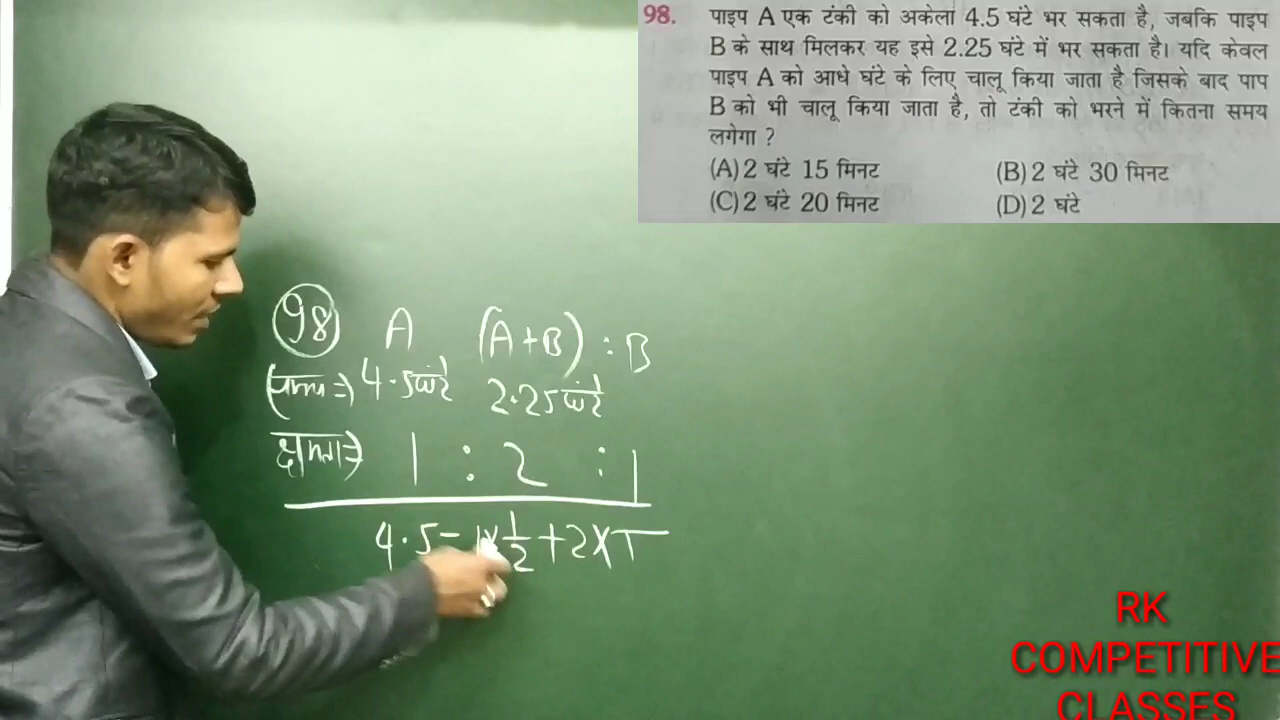 98. पाइप A एक टंकी को अकेला 4.5 घंटे भर सकता है, जबकि पाइप
B के साथ मिलकर यह इसे 2.25 घंटे में भर सकता है। यदि केवल
पाइप A को आधे घंटे के लिए चालू किया जाता है जिसके बाद पाप
B को भी चालू किया जाता है, तो टंकी को भरने में कितना समय
लगेगा ?
(A) 2 घंटे 15 मिनट (B) 2 घंटे 30 मिनट
(C) 2 घंटे 20 मिनट (D) 2 घंटे
98 A (A+B) : B
4.5 घंटे 2.25 घंटे
क्षमता ⇒ 1 : 2 : 1
4.5 = 1 × 1/2 + 2 × T
RK
COMPETITIVE
CLASSES